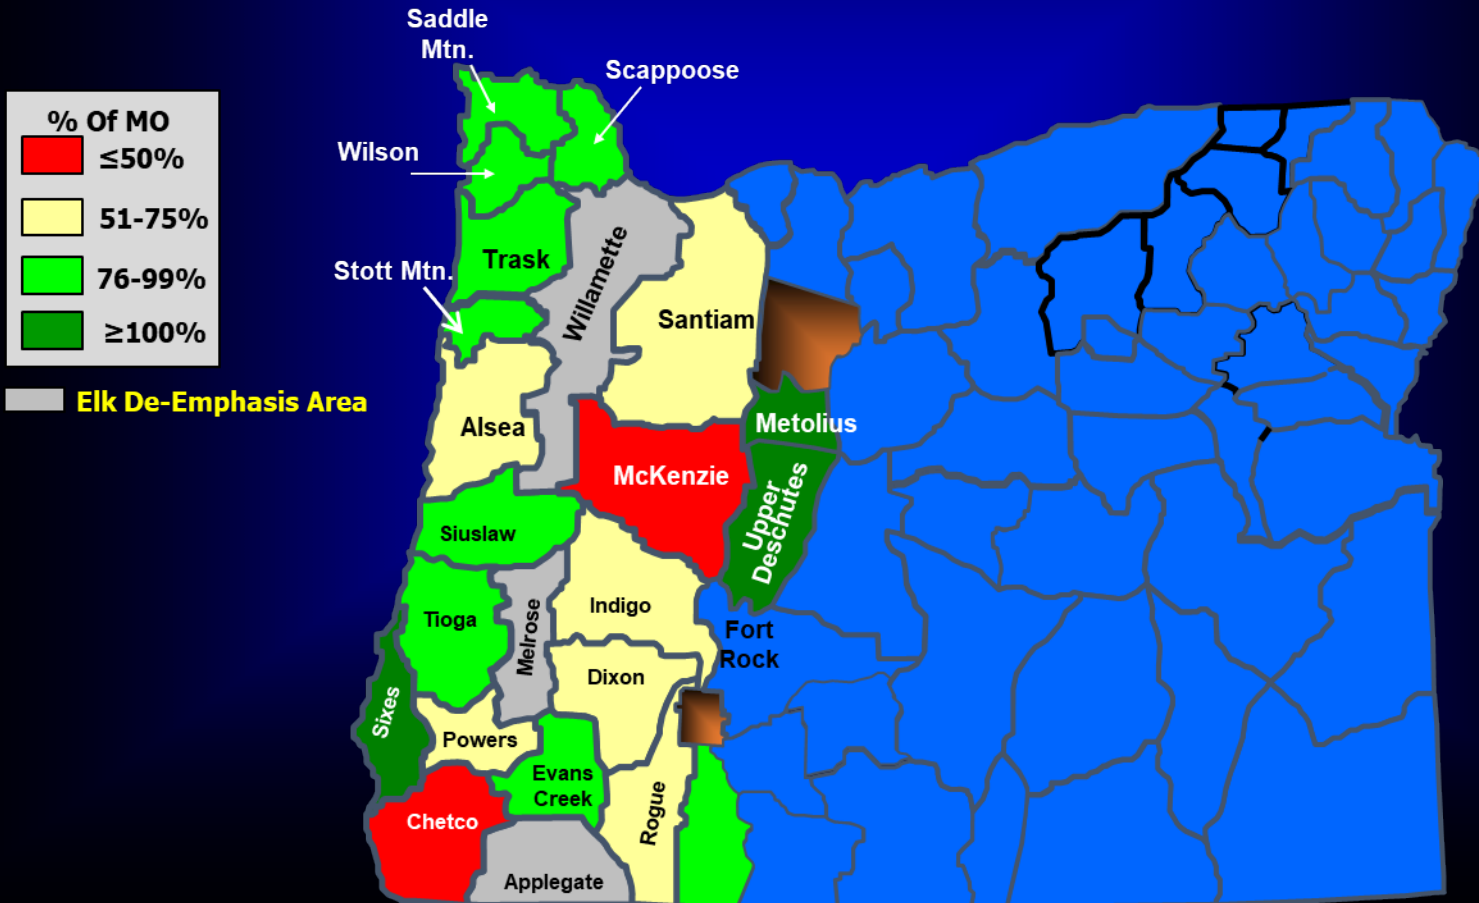 Saddle
Mtn.
Scappoose
% Of MO
≤50%
Wilson
51-75%
Trask
Stott Mtn.
76-99%
Willamette
Santiam
≥100%
Elk De-Emphasis Area
Alsea
Metolius
McKenzie
Upper
Deschutes
Siuslaw
Indigo
Tioga
Melrose
Fort
Rock
Dixon
Sixes
Powers
Evans
Creek
Rogue
Chetco
Applegate